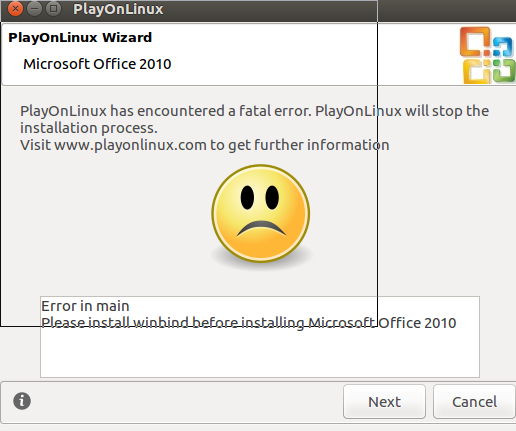 PlayOnLinux
PlayOnLinux Wizard
Microsoft Office 2010
PlayOnLinux has encountered a fatal error. PlayOnLinux will stop the
installation process.
Visit www.playonlinux.com to get further information
Error in main
Please install winbind before installing Microsoft Office 2010
Next
Cancel